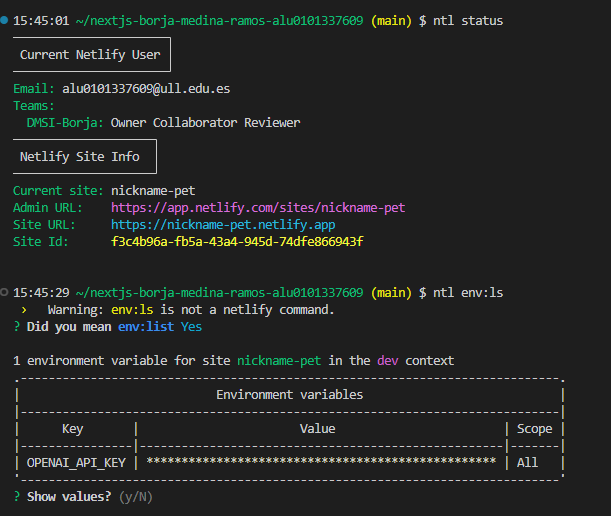 15:45:01 ~/nextjs-borja-medina-ramos-alu0101337609 (main) $ ntl status
Current Netlify User
Email: alu0101337609@ull.edu.es
Teams:
DMSI-Borja: Owner Collaborator Reviewer
Netlify Site Info
Current site: nickname-pet
Admin URL: https://app.netlify.com/sites/nickname-pet
Site URL: https://nickname-pet.netlify.app
Site Id: f3c4b96a-fb5a-43a4-945d-74dfe866943f
15:45:29 ~/nextjs-borja-medina-ramos-alu0101337609 (main) $ ntl env:ls
› Warning: env:ls is not a netlify command.
? Did you mean env:list Yes
1 environment variable for site nickname-pet in the dev context
.---------------------------------------------------------------------------.
| Environment variables |
|---------------------------------------------------------------------------|
| Key | Value | Scope |
|----------------|----------------------------------------------------|-------|
| OPENAI_API_KEY | ************************************************** | All |
'---------------------------------------------------------------------------'
? Show values? (y/N)